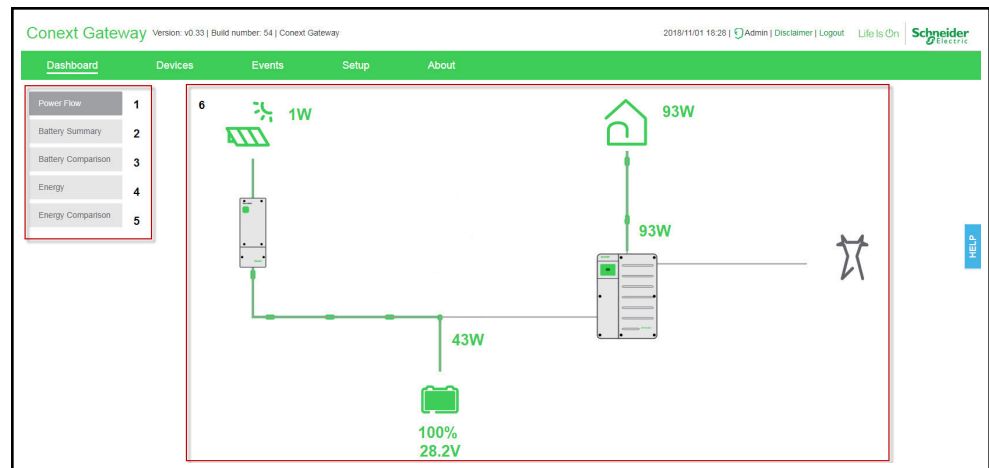 Conext Gateway Version: v0.33 | Build number: 54 | Conext Gateway
2018/11/01 18:28 | Admin | Disclaimer | Logout Life Is On Schneider Electric
Dashboard Devices Events Setup About
Power Flow 1
Battery Summary 2
Battery Comparison 3
Energy 4
Energy Comparison 5
6
1W
93W
93W
43W
100%
28.2V
HELP